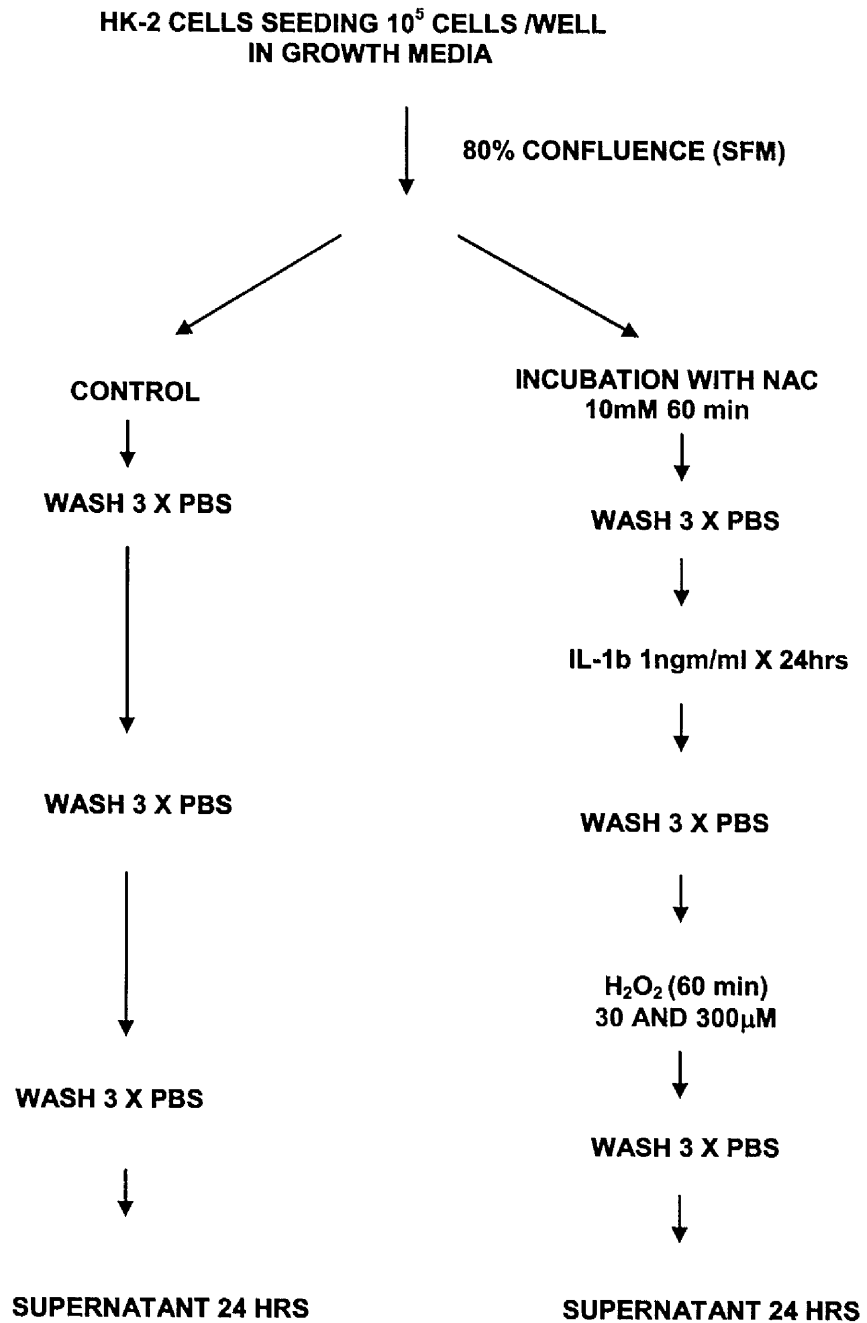 HK-2 CELLS SEEDING 10⁵ CELLS /WELL
IN GROWTH MEDIA
80% CONFLUENCE (SFM)
CONTROL
WASH 3 X PBS
WASH 3 X PBS
WASH 3 X PBS
SUPERNATANT 24 HRS
INCUBATION WITH NAC
10mM 60 min
WASH 3 X PBS
IL-1b 1ngm/ml X 24hrs
WASH 3 X PBS
H₂O₂ (60 min)
30 AND 300μM
WASH 3 X PBS
SUPERNATANT 24 HRS